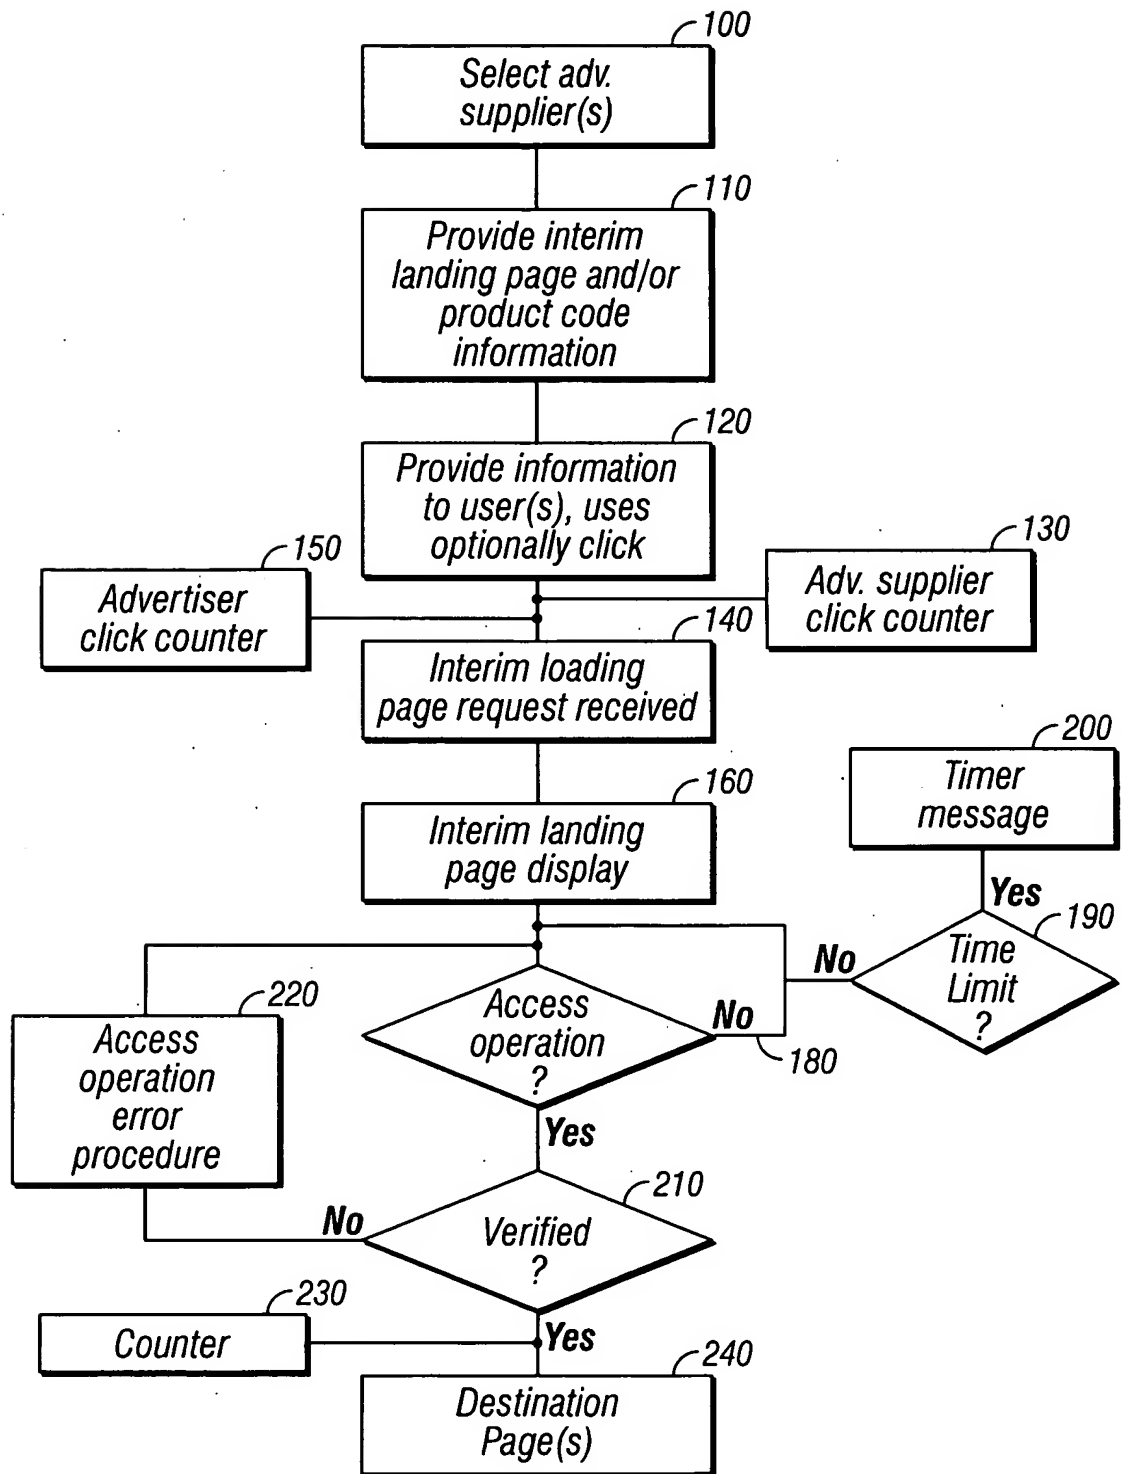 100
Select adv.
supplier(s)
110
Provide interim
landing page and/or
product code
information
120
Provide information
to user(s), uses
optionally click
150
Advertiser
click counter
130
Adv. supplier
click counter
140
Interim loading
page request received
200
Timer
message
160
Interim landing
page display
Yes
190
Time
Limit
?
No
220
Access
operation
error
procedure
Access
operation
?
No
180
Yes
210
Verified
?
No
230
Counter
Yes
240
Destination
Page(s)